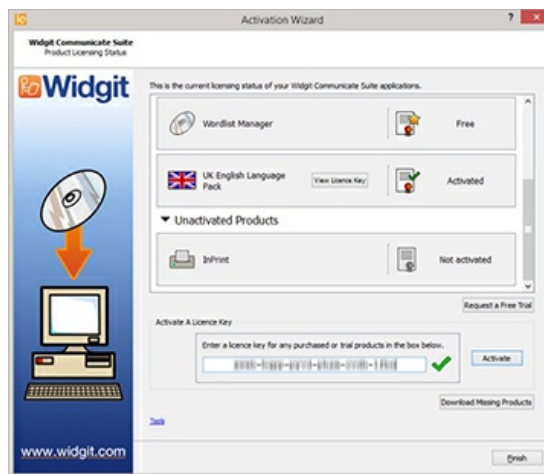 Activation Wizard
?
Widgit Communicate Suite
Product Licensing Status
Widgit
This is the current licensing status of your Widgit Communicate Suite applications.
Wordlist Manager
Free
UK English Language
Pack
View Licence Key
Activated
Unactivated Products
InPrint
Not activated
Request a Free Trial
Activate A Licence Key
Enter a licence key for any purchased or trial products in the box below.
Activate
Download Missing Products
Tools
www.widgit.com
Finish